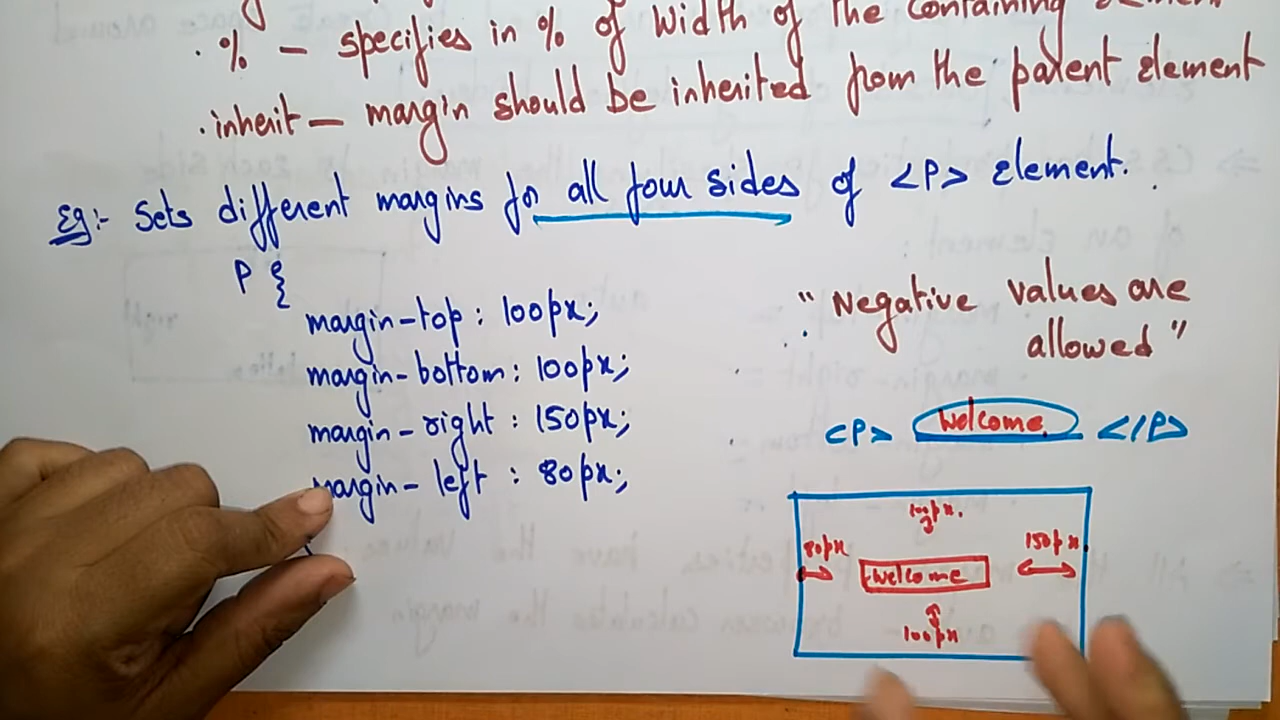 . % – specifies in % of width of the containing element
. inherit – margin should be inherited from the parent element
Eg:- Sets different margins for all four sides of <P> element.
P {
margin-top : 100px;
margin-bottom : 100px;
margin-right : 150px;
margin-left : 80px;
"Negative values are
allowed"
<P> Welcome </P>
100px.
80px
150px
Welcome
100px